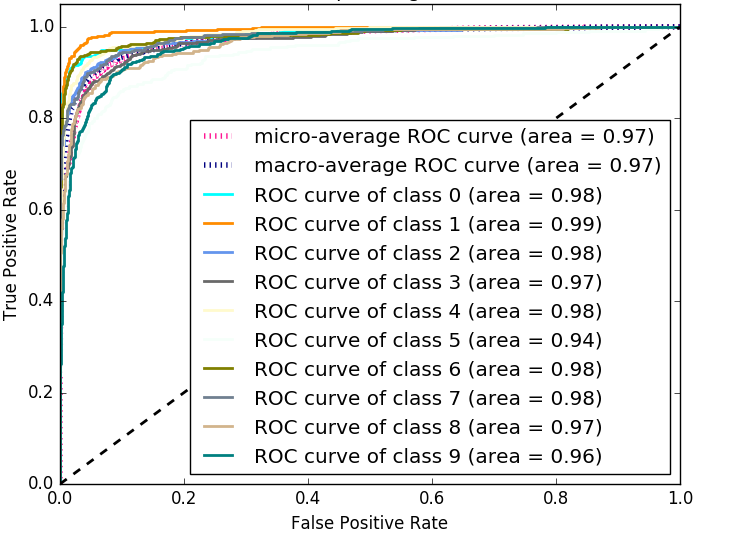 1.0
0.8
0.6
0.4
0.2
0.0
True Positive Rate
micro-average ROC curve (area = 0.97)
macro-average ROC curve (area = 0.97)
ROC curve of class 0 (area = 0.98)
ROC curve of class 1 (area = 0.99)
ROC curve of class 2 (area = 0.98)
ROC curve of class 3 (area = 0.97)
ROC curve of class 4 (area = 0.98)
ROC curve of class 5 (area = 0.94)
ROC curve of class 6 (area = 0.98)
ROC curve of class 7 (area = 0.98)
ROC curve of class 8 (area = 0.97)
ROC curve of class 9 (area = 0.96)
0.0 0.2 0.4 0.6 0.8 1.0
False Positive Rate